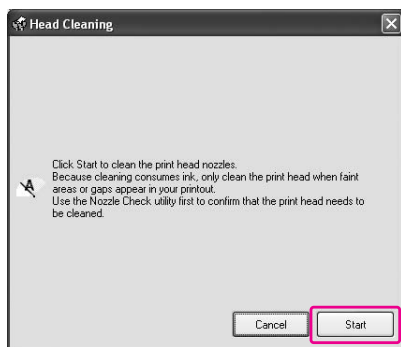 Head Cleaning
Click Start to clean the print head nozzles.
Because cleaning consumes ink, only clean the print head when faint
areas or gaps appear in your printout.
Use the Nozzle Check utility first to confirm that the print head needs to
be cleaned.
A
Cancel Start